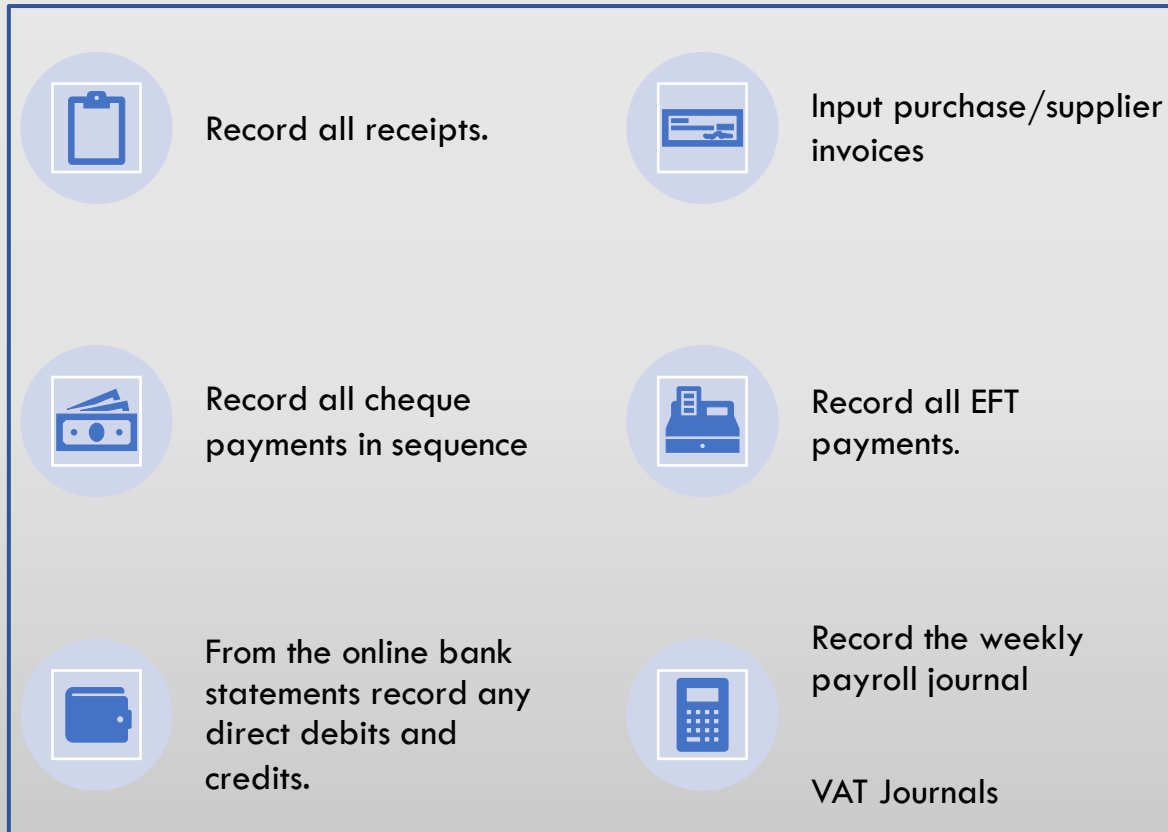 Record all receipts.
Input purchase/supplier
invoices
Record all cheque
payments in sequence
Record all EFT
payments.
From the online bank
statements record any
direct debits and
credits.
Record the weekly
payroll journal
VAT Journals